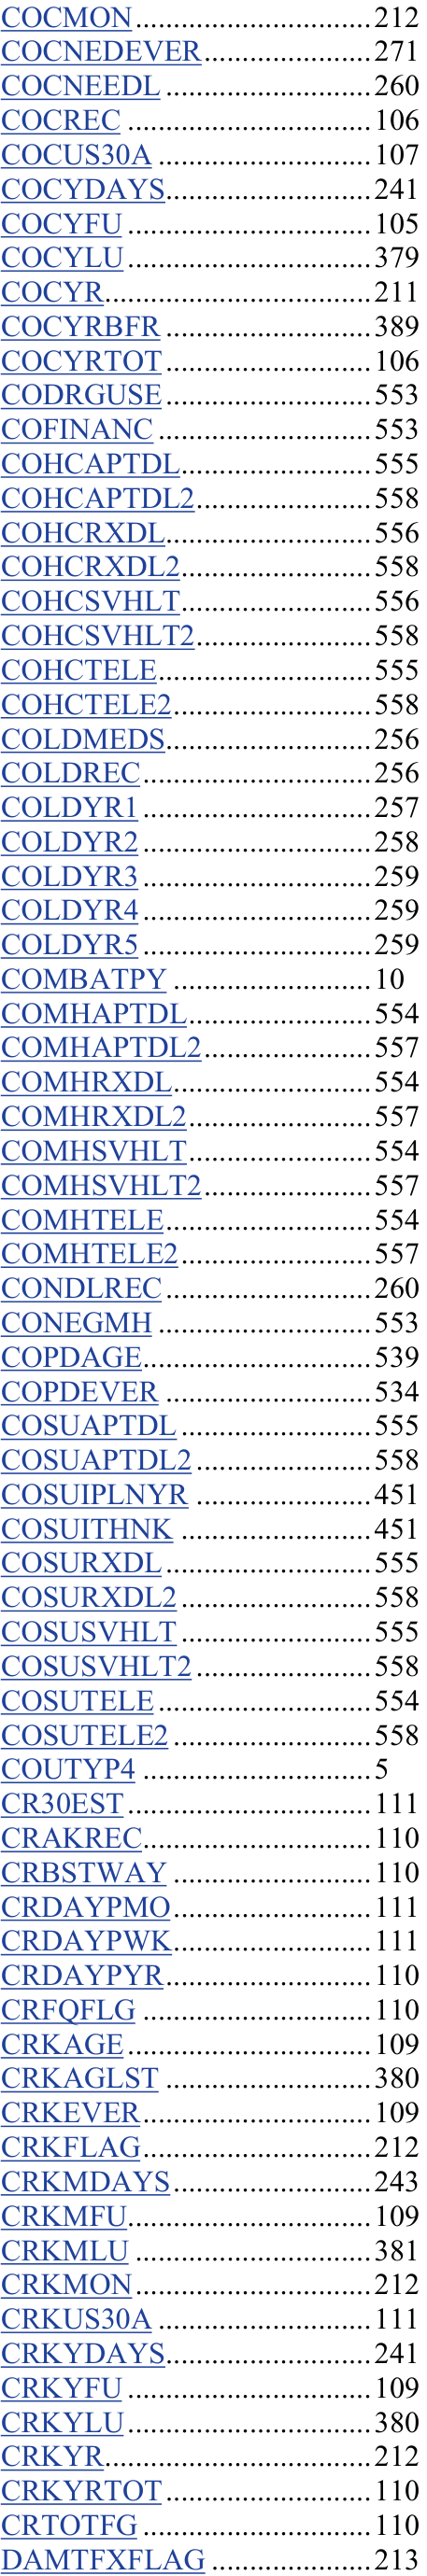 COCMON...............................212
COCNEDEVER......................271
COCNEEDL ...........................260
COCREC ................................106
COCUS30A ............................107
COCYDAYS...........................241
COCYFU ................................105
COCYLU ................................379
COCYR...................................211
COCYRBFR ...........................389
COCYRTOT ...........................106
CODRGUSE ...........................553
COFINANC ............................553
COHCAPTDL.........................555
COHCAPTDL2.......................558
COHCRXDL...........................556
COHCRXDL2.........................558
COHCSVHLT.........................556
COHCSVHLT2.......................558
COHCTELE............................555
COHCTELE2..........................558
COLDMEDS...........................256
COLDREC..............................256
COLDYR1 ..............................257
COLDYR2 ..............................258
COLDYR3 ..............................259
COLDYR4 ..............................259
COLDYR5 ..............................259
COMBATPY ..........................10
COMHAPTDL........................554
COMHAPTDL2......................557
COMHRXDL..........................554
COMHRXDL2........................557
COMHSVHLT........................554
COMHSVHLT2......................557
COMHTELE...........................554
COMHTELE2.........................557
CONDLREC ...........................260
CONEGMH ............................553
COPDAGE..............................539
COPDEVER ...........................534
COSUAPTDL .........................555
COSUAPTDL2 .......................558
COSUIPLNYR .......................451
COSUITHNK .........................451
COSURXDL ...........................555
COSURXDL2 .........................558
COSUSVHLT .........................555
COSUSVHLT2 .......................558
COSUTELE ............................554
COSUTELE2 ..........................558
COUTYP4 ..............................5
CR30EST ................................111
CRAKREC..............................110
CRBSTWAY ..........................110
CRDAYPMO..........................111
CRDAYPWK..........................111
CRDAYPYR...........................110
CRFQFLG ...............................110
CRKAGE ................................109
CRKAGLST ...........................380
CRKEVER..............................109
CRKFLAG..............................212
CRKMDAYS..........................243
CRKMFU................................109
CRKMLU ...............................381
CRKMON...............................212
CRKUS30A ............................111
CRKYDAYS...........................241
CRKYFU ................................109
CRKYLU ................................380
CRKYR...................................212
CRKYRTOT ...........................110
CRTOTFG ..............................110
DAMTFXFLAG .....................213